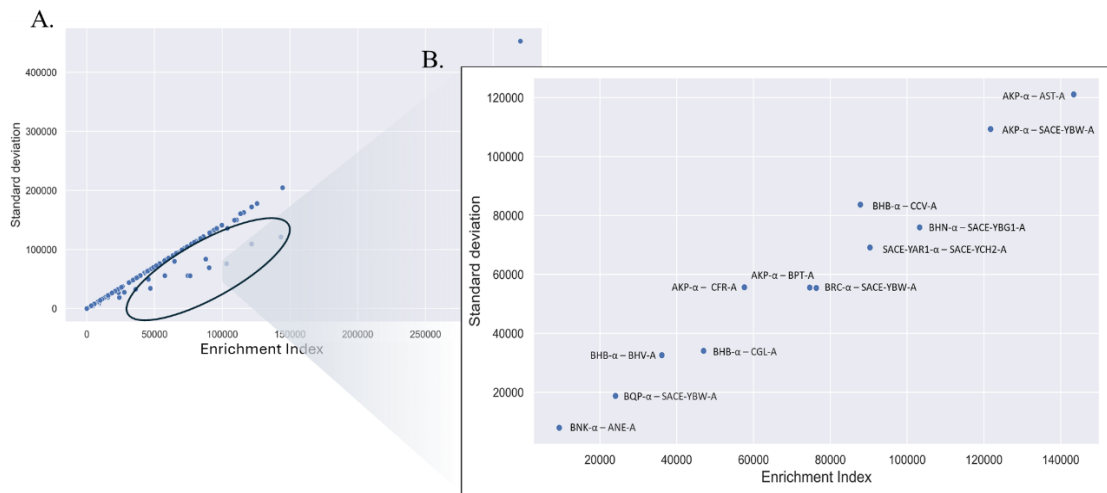 A.
400000
300000
200000
100000
0
Standard deviation
0
50000
100000
150000
200000
250000
Enrichment Index
B.
120000
100000
80000
60000
40000
20000
Standard deviation
AKP-α – AST-A
AKP-α – SACE-YBW-A
BHB-α – CCV-A
BHN-α – SACE-YBG1-A
SACE-YAR1-α – SACE-YCH2-A
AKP-α – BPT-A
AKP-α – CFR-A
BRC-α – SACE-YBW-A
BHB-α – BHV-A
BHB-α – CGL-A
BQP-α – SACE-YBW-A
BNK-α – ANE-A
20000
40000
60000
80000
100000
120000
140000
Enrichment Index